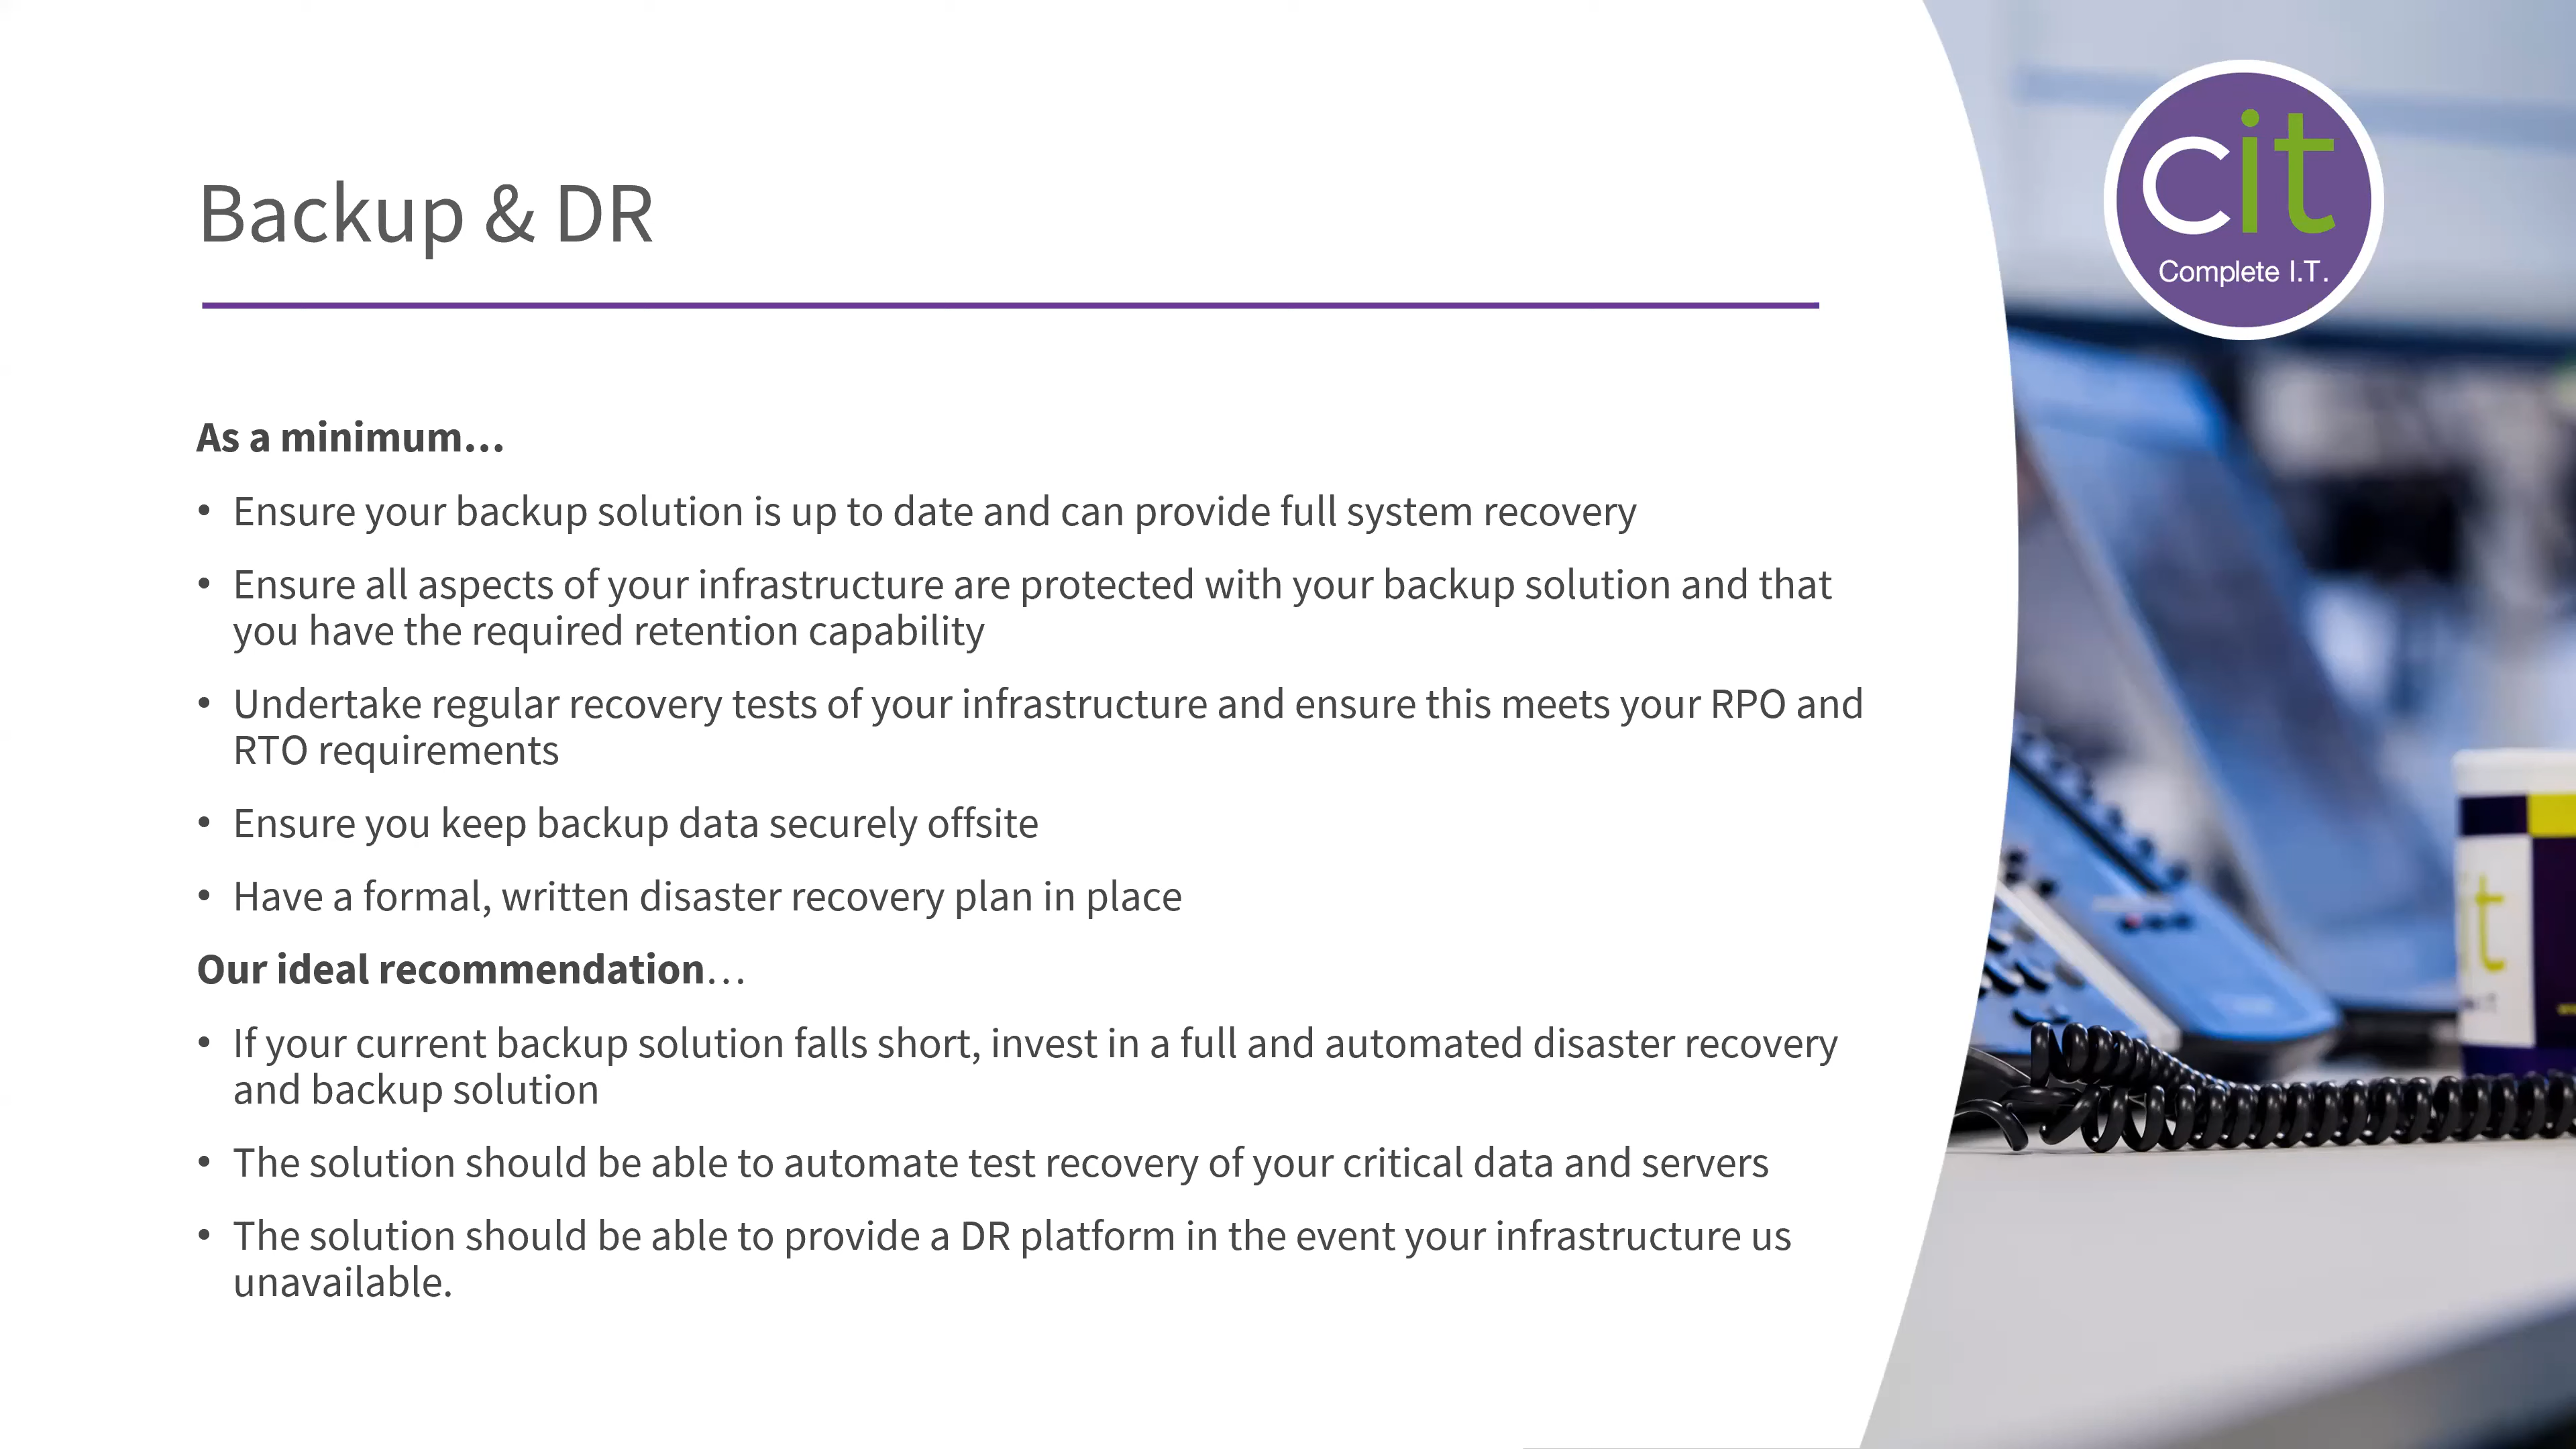 Backup & DR
cit
Complete I.T.
As a minimum…
• Ensure your backup solution is up to date and can provide full system recovery
• Ensure all aspects of your infrastructure are protected with your backup solution and that
you have the required retention capability
• Undertake regular recovery tests of your infrastructure and ensure this meets your RPO and
RTO requirements
• Ensure you keep backup data securely offsite
• Have a formal, written disaster recovery plan in place
Our ideal recommendation…
• If your current backup solution falls short, invest in a full and automated disaster recovery
and backup solution
• The solution should be able to automate test recovery of your critical data and servers
• The solution should be able to provide a DR platform in the event your infrastructure us
unavailable.
it